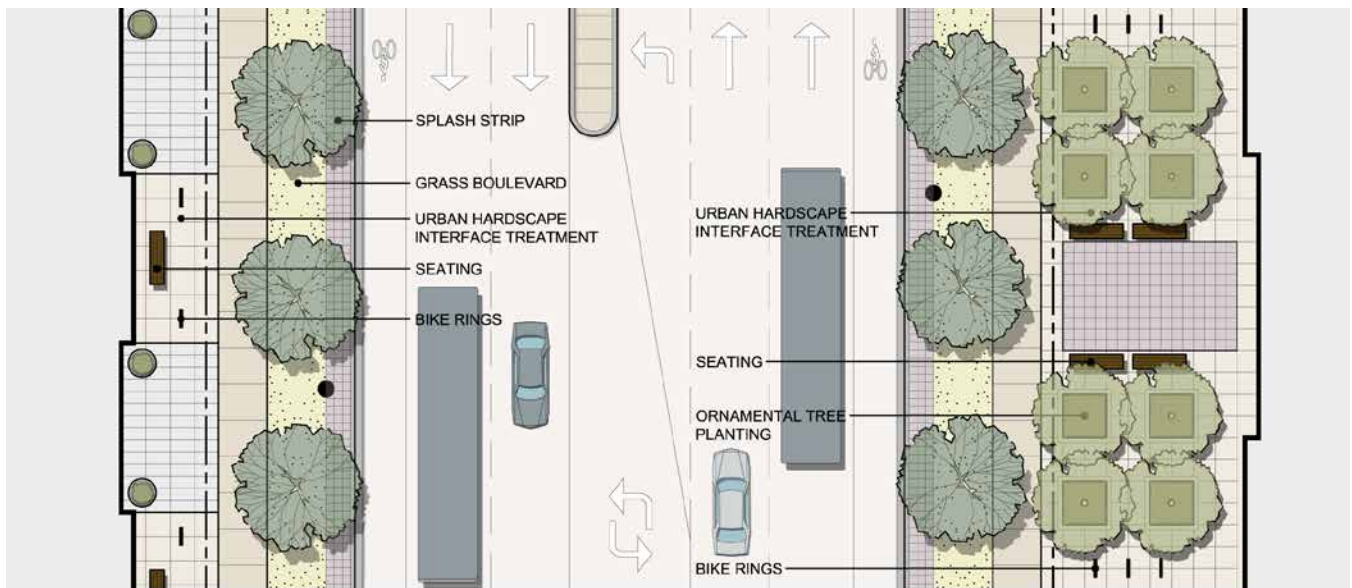 SPLASH STRIP
GRASS BOULEVARD
URBAN HARDSCAPE
INTERFACE TREATMENT
SEATING
BIKE RINGS
URBAN HARDSCAPE
INTERFACE TREATMENT
SEATING
ORNAMENTAL TREE
PLANTING
BIKE RINGS